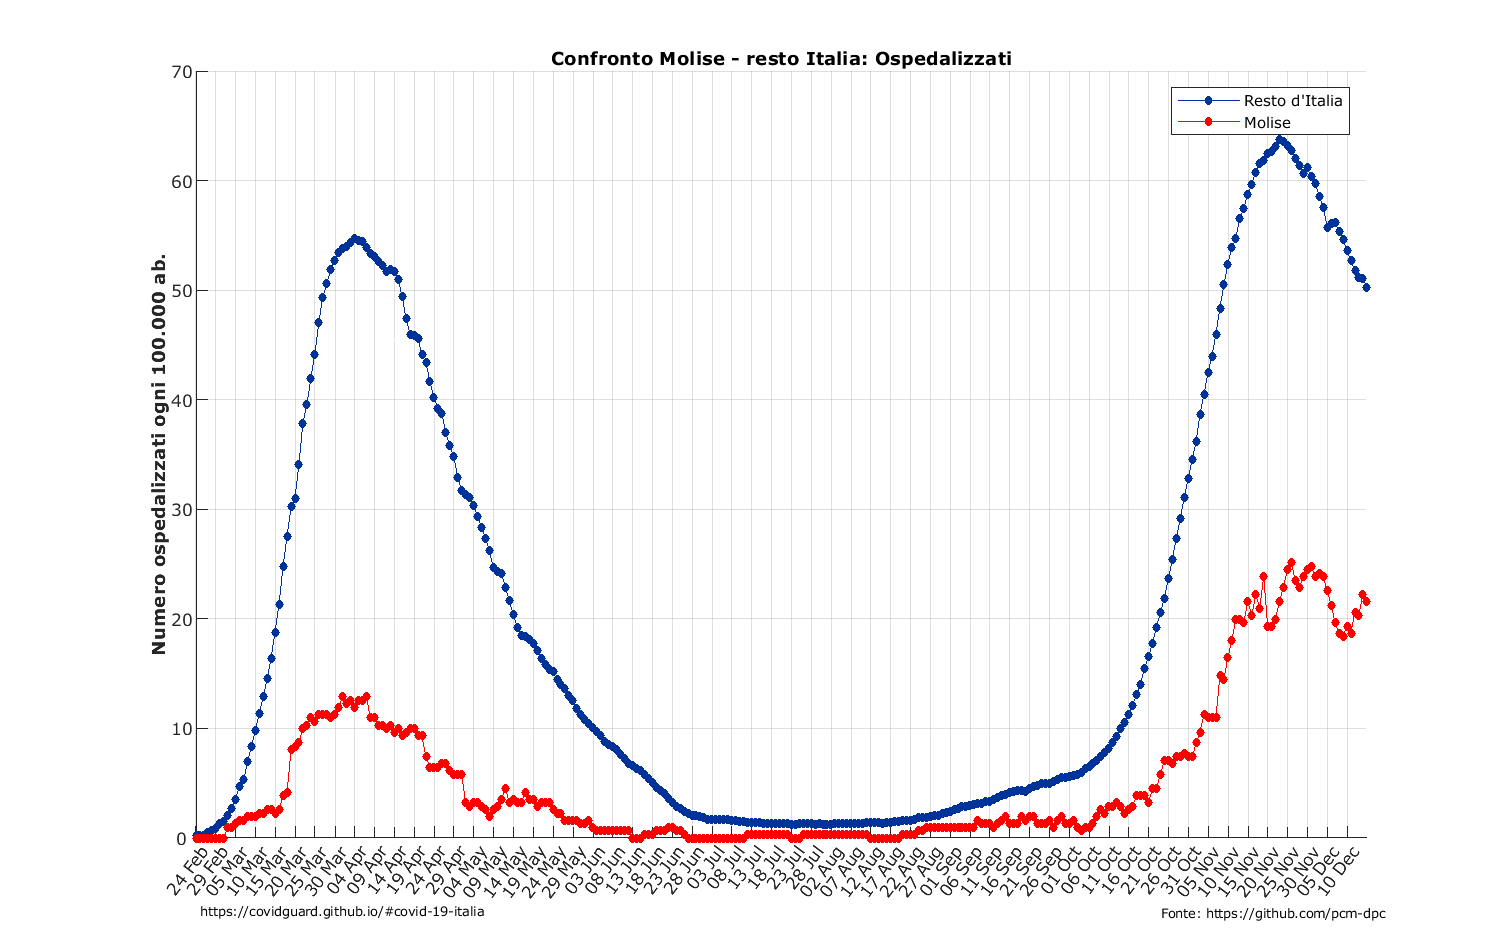 Confronto Molise - resto Italia: Ospedalizzati
Numero ospedalizzati ogni 100.000 ab.
70
60
50
40
30
20
10
0
Resto d'Italia
Molise
24 Feb
29 Feb
05 Mar
10 Mar
15 Mar
20 Mar
25 Mar
30 Mar
04 Apr
09 Apr
14 Apr
19 Apr
24 Apr
29 Apr
04 May
09 May
14 May
19 May
24 May
29 May
03 Jun
08 Jun
13 Jun
18 Jun
23 Jun
28 Jun
03 Jul
08 Jul
13 Jul
18 Jul
23 Jul
28 Jul
02 Aug
07 Aug
12 Aug
17 Aug
22 Aug
27 Aug
01 Sep
06 Sep
11 Sep
16 Sep
21 Sep
26 Sep
01 Oct
06 Oct
11 Oct
16 Oct
21 Oct
26 Oct
31 Oct
05 Nov
10 Nov
15 Nov
20 Nov
25 Nov
30 Nov
05 Dec
10 Dec
https://covidguard.github.io/#covid-19-italia
Fonte: https://github.com/pcm-dpc